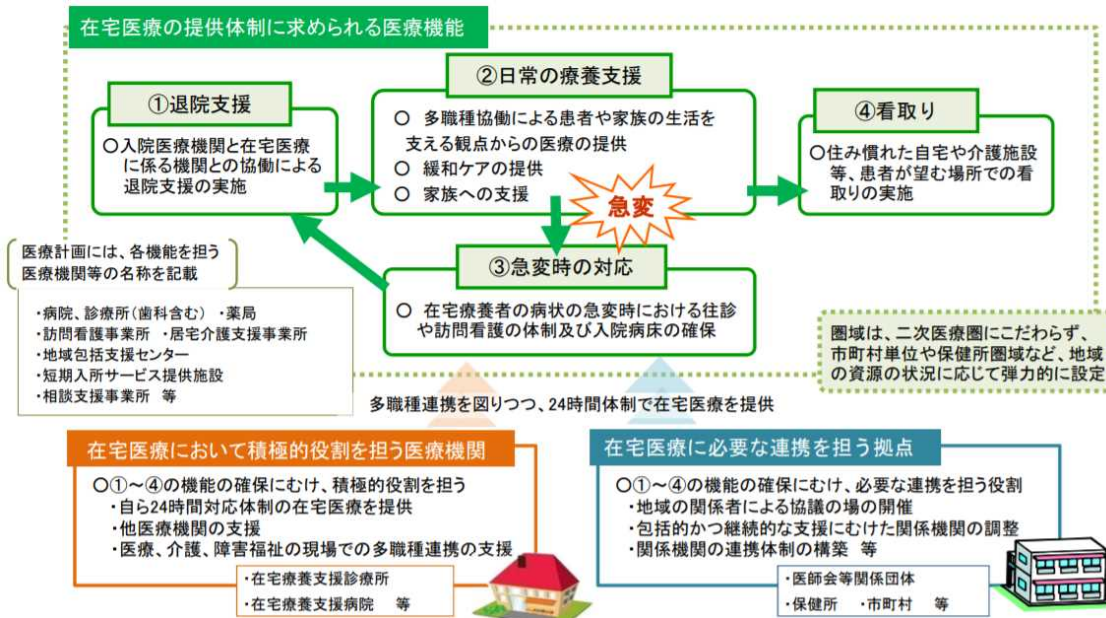 在宅医療の提供体制に求められる医療機能
①退院支援
○入院医療機関と在宅医療
に係る機関との協働による
退院支援の実施
②日常の療養支援
○ 多職種協働による患者や家族の生活を
支える観点からの医療の提供
○ 緩和ケアの提供
○ 家族への支援
急変
④看取り
○住み慣れた自宅や介護施設
等、患者が望む場所での看
取りの実施
③急変時の対応
○ 在宅療養者の病状の急変時における往診
や訪問看護の体制及び入院病床の確保
医療計画には、各機能を担う
医療機関等の名称を記載
・病院、診療所(歯科含む) ・薬局
・訪問看護事業所 ・居宅介護支援事業所
・地域包括支援センター
・短期入所サービス提供施設
・相談支援事業所 等
圏域は、二次医療圏にこだわらず、
市町村単位や保健所圏域など、地域
の資源の状況に応じて弾力的に設定
多職種連携を図りつつ、24時間体制で在宅医療を提供
在宅医療において積極的役割を担う医療機関
○①～④の機能の確保にむけ、積極的役割を担う
・自ら24時間対応体制の在宅医療を提供
・他医療機関の支援
・医療、介護、障害福祉の現場での多職種連携の支援
・在宅療養支援診療所
・在宅療養支援病院 等
在宅医療に必要な連携を担う拠点
○①～④の機能の確保にむけ、必要な連携を担う役割
・地域の関係者による協議の場の開催
・包括的かつ継続的な支援にむけた関係機関の調整
・関係機関の連携体制の構築 等
・医師会等関係団体
・保健所 ・市町村 等